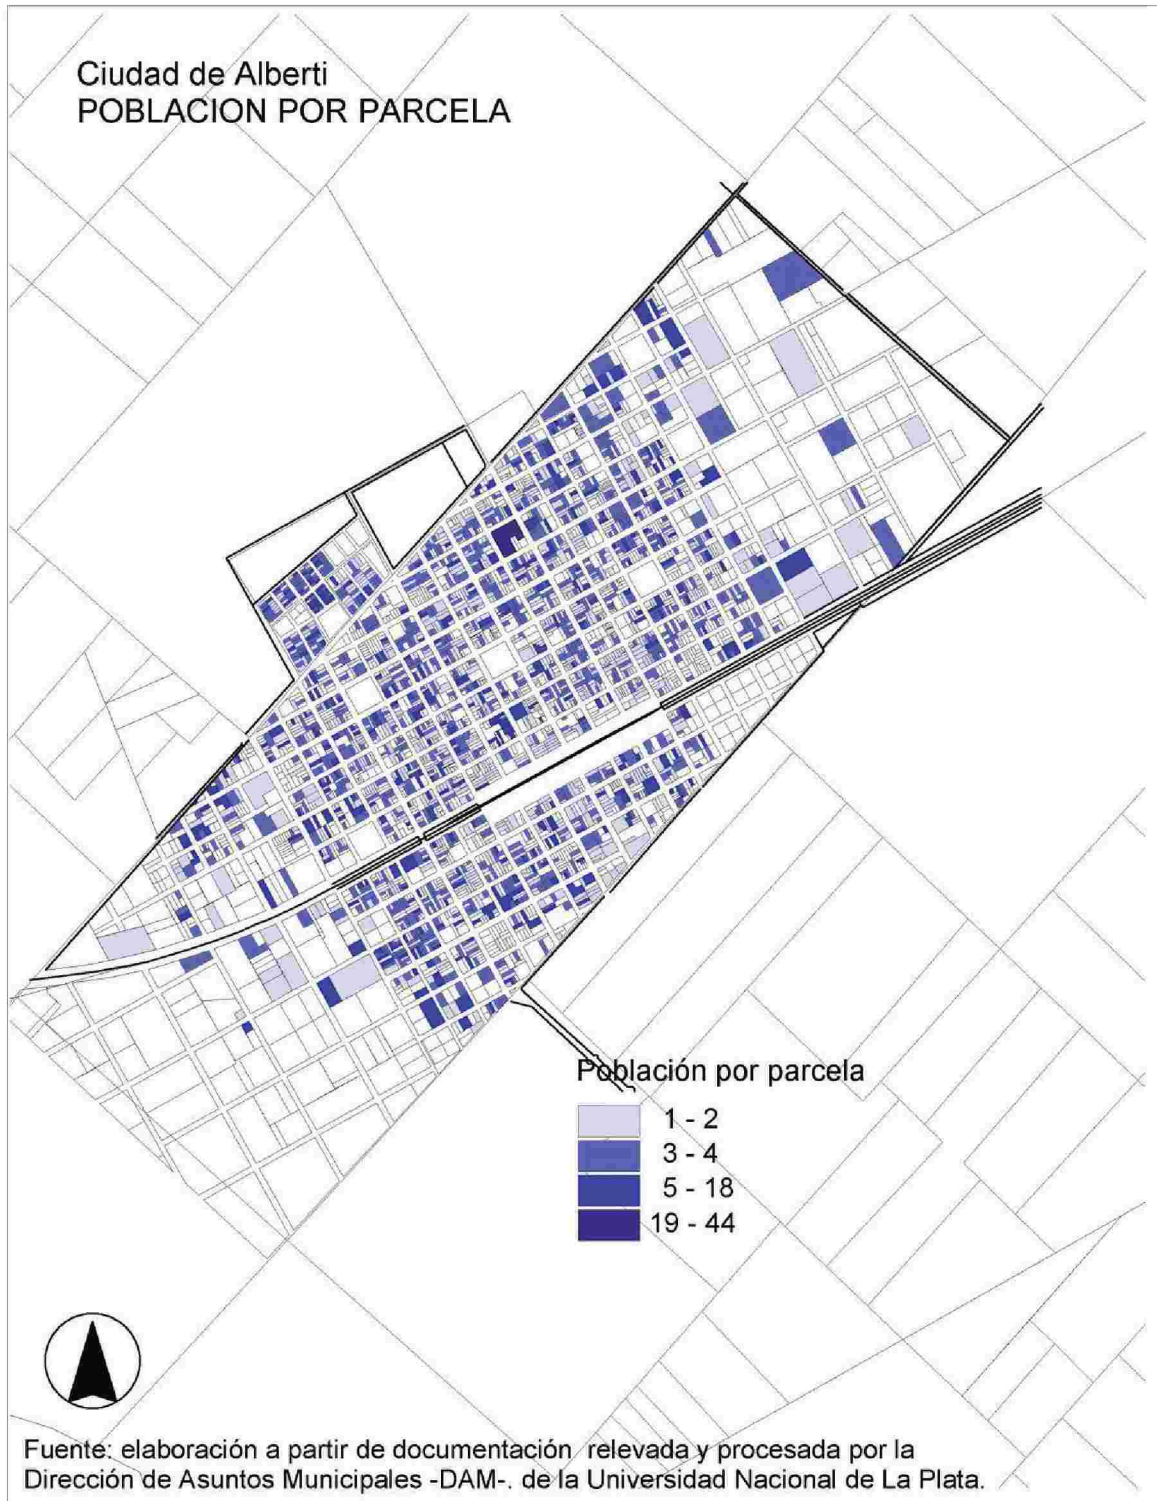 Ciudad de Alberti
POBLACION POR PARCELA
Población por parcela
1 - 2
3 - 4
5 - 18
19 - 44
Fuente: elaboración a partir de documentación relevada y procesada por la
Dirección de Asuntos Municipales -DAM-. de la Universidad Nacional de La Plata.